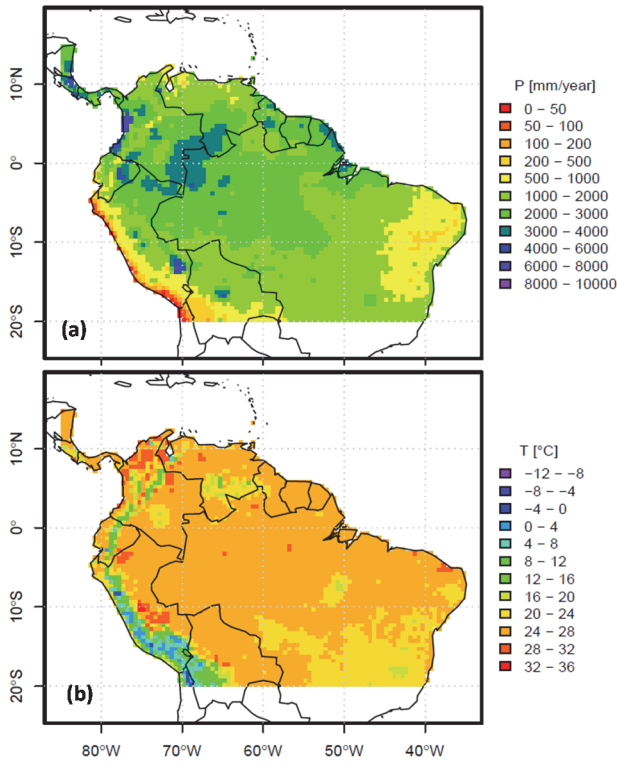 10°N
0°
10°S
20°S
(a)
P [mm/year]
0 – 50
50 – 100
100 – 200
200 – 500
500 – 1000
1000 – 2000
2000 – 3000
3000 – 4000
4000 – 6000
6000 – 8000
8000 – 10000
10°N
0°
10°S
20°S
(b)
T [°C]
−12 – −8
−8 – −4
−4 – 0
0 – 4
4 – 8
8 – 12
12 – 16
16 – 20
20 – 24
24 – 28
28 – 32
32 – 36
80°W 70°W 60°W 50°W 40°W